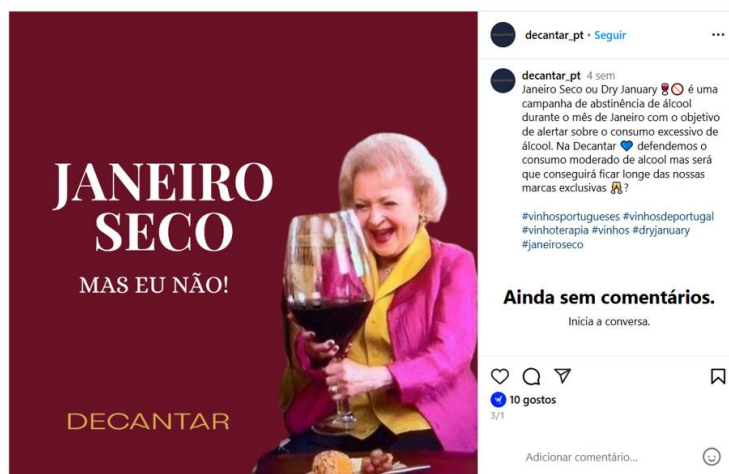 JANEIRO
SECO
MAS EU NÃO!
DECANTAR
decantar_pt • Seguir
decantar_pt 4 sem
Janeiro Seco ou Dry January 🍷🚫 é uma
campanha de abstinência de álcool
durante o mês de Janeiro com o objetivo
de alertar sobre o consumo excessivo de
álcool. Na Decantar 💙 defendemos o
consumo moderado de alcool mas será
que conseguirá ficar longe das nossas
marcas exclusivas 🥂?
#vinhosportugueses #vinhosdeportugal
#vinhoterapia #vinhos #dryjanuary
#janeiroseco
Ainda sem comentários.
Inicia a conversa.
10 gostos
3/1
Adicionar comentário...